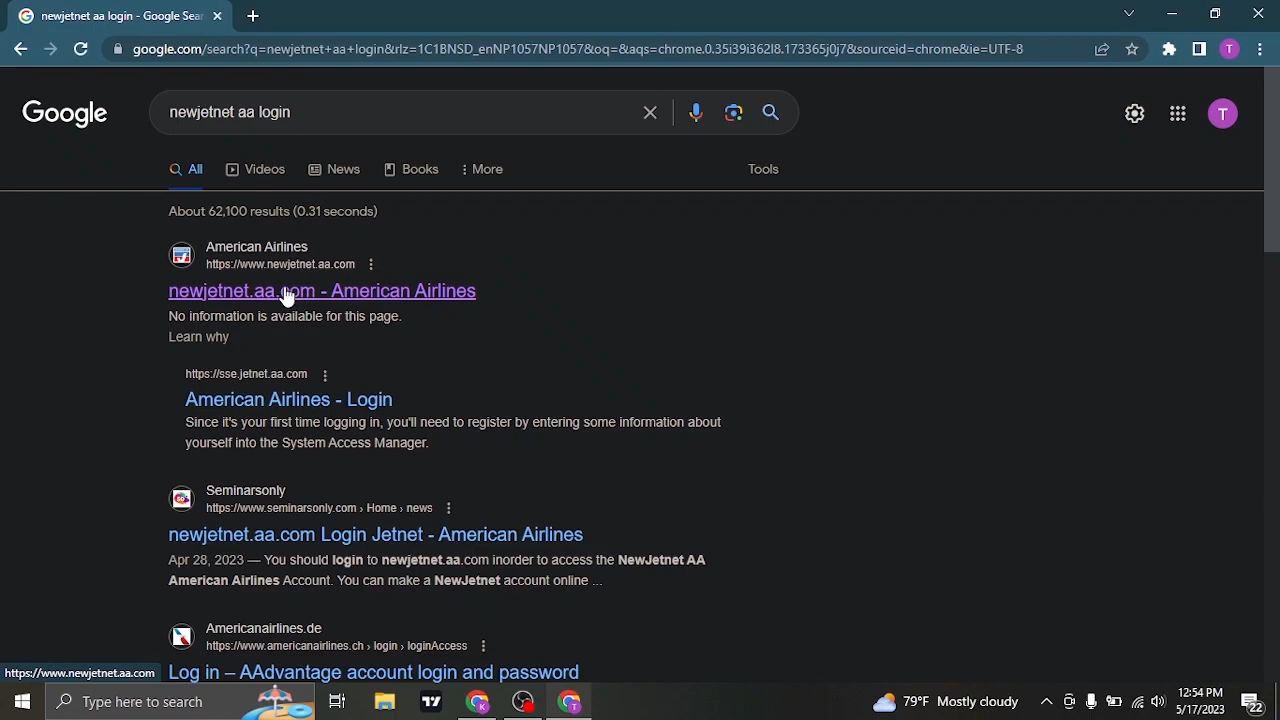 newjetnet aa login - Google Sear
google.com/search?q=newjetnet+aa+login&rlz=1C1BNSD_enNP1057NP1057&oq=&aqs=chrome.0.35i39i362l8.173365j0j7&sourceid=chrome&ie=UTF-8
T
Google
newjetnet aa login
T
All
Videos
News
Books
More
Tools
About 62,100 results (0.31 seconds)
American Airlines
https://www.newjetnet.aa.com
newjetnet.aa.com - American Airlines
No information is available for this page.
Learn why
https://sse.jetnet.aa.com
American Airlines - Login
Since it's your first time logging in, you'll need to register by entering some information about
yourself into the System Access Manager.
Seminarsonly
https://www.seminarsonly.com › Home › news
newjetnet.aa.com Login Jetnet - American Airlines
Apr 28, 2023 — You should login to newjetnet.aa.com inorder to access the NewJetnet AA
American Airlines Account. You can make a NewJetnet account online ...
Americanairlines.de
https://www.americanairlines.ch › login › loginAccess
Log in – AAdvantage account login and password
https://www.newjetnet.aa.com
Type here to search
K
T
79°F Mostly cloudy
12:54 PM
5/17/2023
22